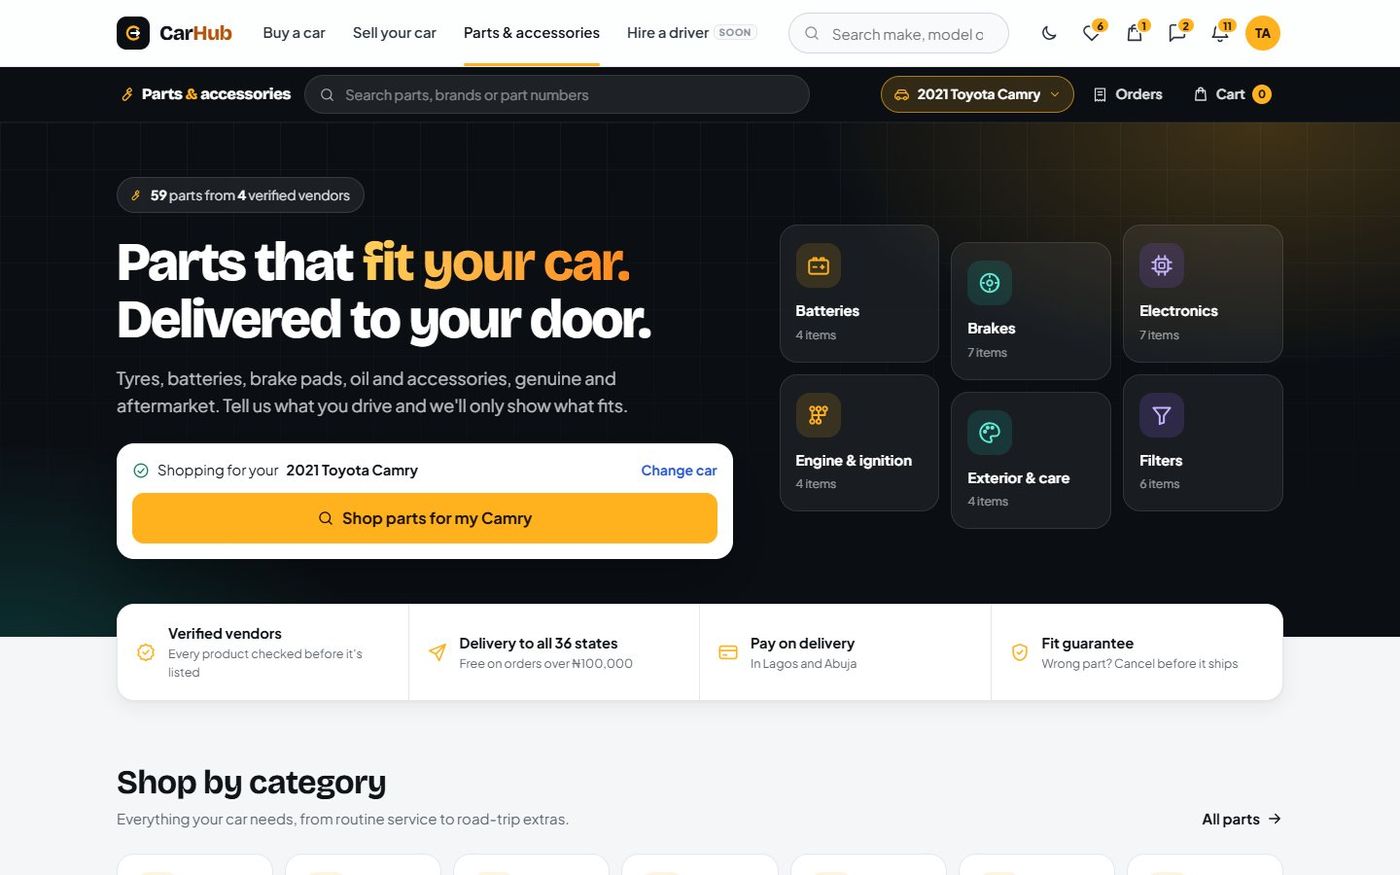 CarHub
Buy a car
Sell your car
Parts & accessories
Hire a driver SOON
Search make, model o
6
1
2
11
TA
Parts & accessories
Search parts, brands or part numbers
2021 Toyota Camry
Orders
Cart 0
59 parts from 4 verified vendors
Parts that fit your car.
Delivered to your door.
Tyres, batteries, brake pads, oil and accessories, genuine and
aftermarket. Tell us what you drive and we'll only show what fits.
Shopping for your 2021 Toyota Camry
Change car
Shop parts for my Camry
Batteries
4 items
Brakes
7 items
Electronics
7 items
Engine & ignition
4 items
Exterior & care
4 items
Filters
6 items
Verified vendors
Every product checked before it's
listed
Delivery to all 36 states
Free on orders over ₦100,000
Pay on delivery
In Lagos and Abuja
Fit guarantee
Wrong part? Cancel before it ships
Shop by category
Everything your car needs, from routine service to road-trip extras.
All parts